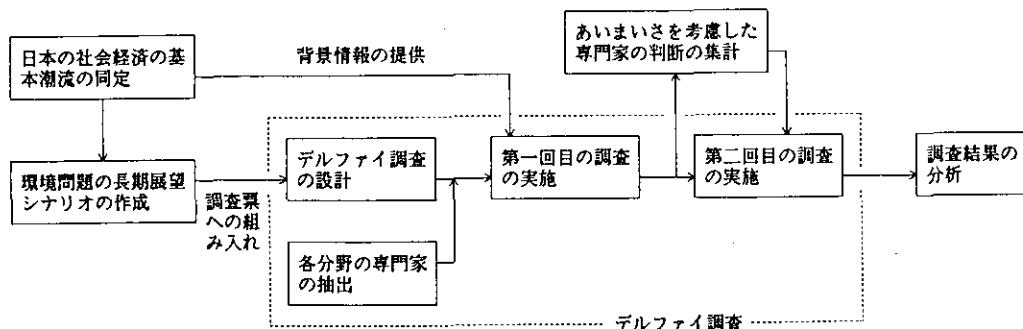 日本の社会経済の基
本潮流の同定
背景情報の提供
あいまいさを考慮した
専門家の判断の集計
環境問題の長期展望
シナリオの作成
調査票
への組
み入れ
デルファイ調査
の設計
各分野の専門家
の抽出
第一回目の調査
の実施
第二回目の調査
の実施
調査結果の
分析
デルファイ調査